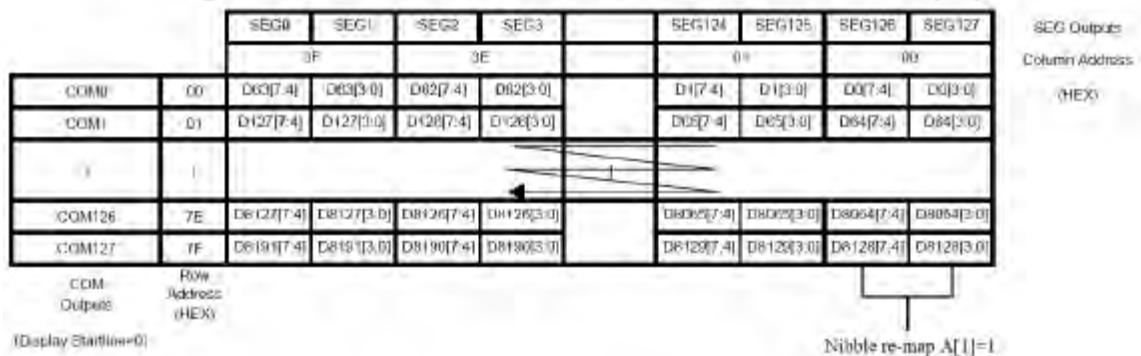 SEG0 SEG1 SEG2 SEG3 SEG124 SEG125 SEG126 SEG127 SEG Outputs
3F 3E 01 00 Column Address
COM0 00 D63[7:4] D63[3:0] D62[7:4] D62[3:0] D1[7:4] D1[3:0] D0[7:4] D0[3:0] (HEX)
COM1 01 D127[7:4] D127[3:0] D126[7:4] D126[3:0] D65[7:4] D65[3:0] D64[7:4] D64[3:0]
COM126 7E D8127[7:4] D8127[3:0] D8126[7:4] D8126[3:0] D8065[7:4] D8065[3:0] D8064[7:4] D8064[3:0]
COM127 7F D8191[7:4] D8191[3:0] D8190[7:4] D8190[3:0] D8129[7:4] D8129[3:0] D8128[7:4] D8128[3:0]
COM
Outputs
Row
Address
(HEX)
(Display Startline=0)
Nibble re-map A[1]=1